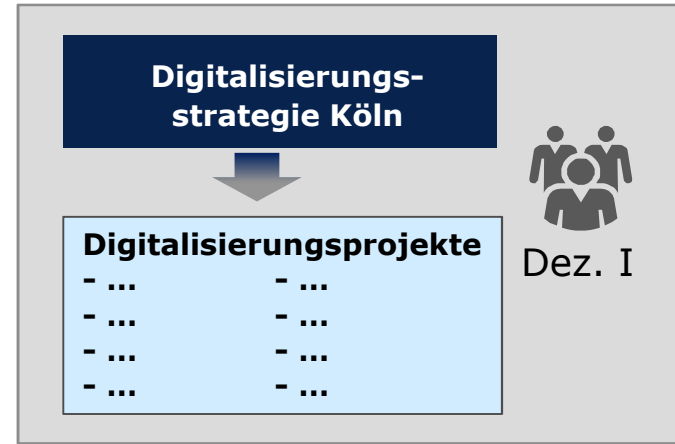 Digitalisierungs-
strategie Köln
Digitalisierungsprojekte
- ... - ...
- ... - ...
- ... - ...
- ... - ...
Dez. I